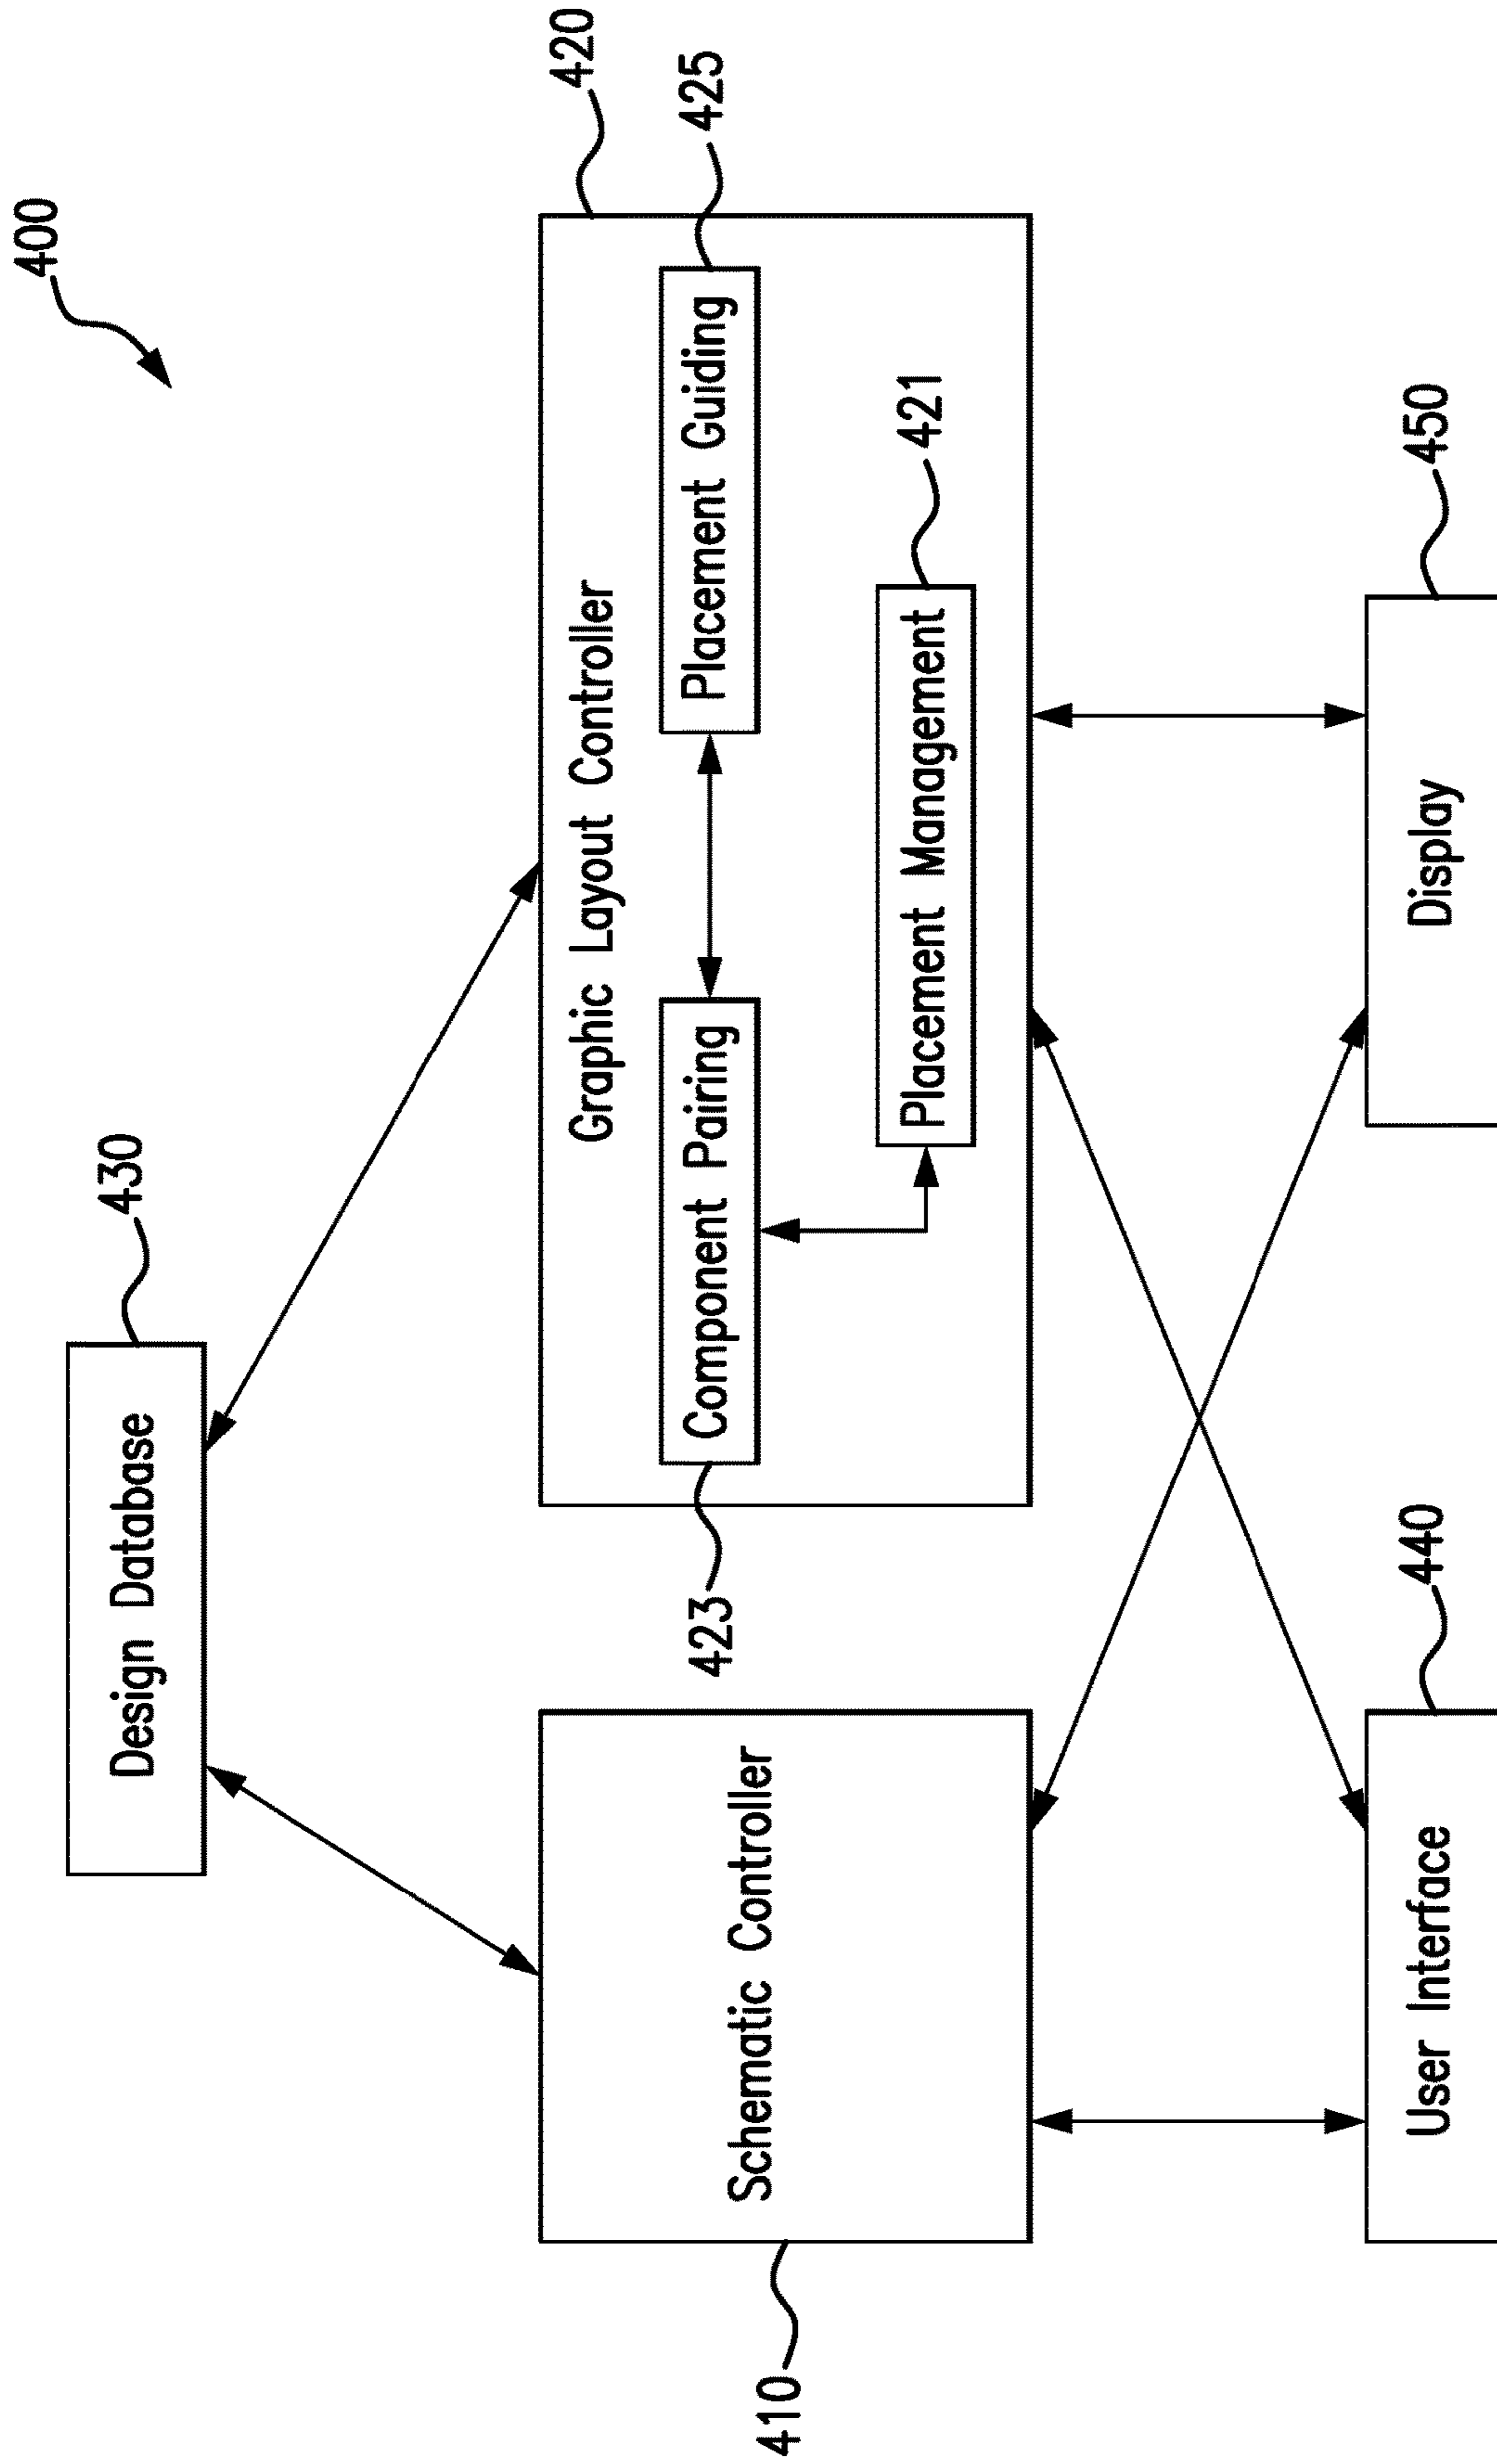 400
430
Design Database
420
Graphic Layout Controller
423
Component Pairing
Placement Guiding
425
Placement Management
421
410
Schematic Controller
440
User Interface
450
Display